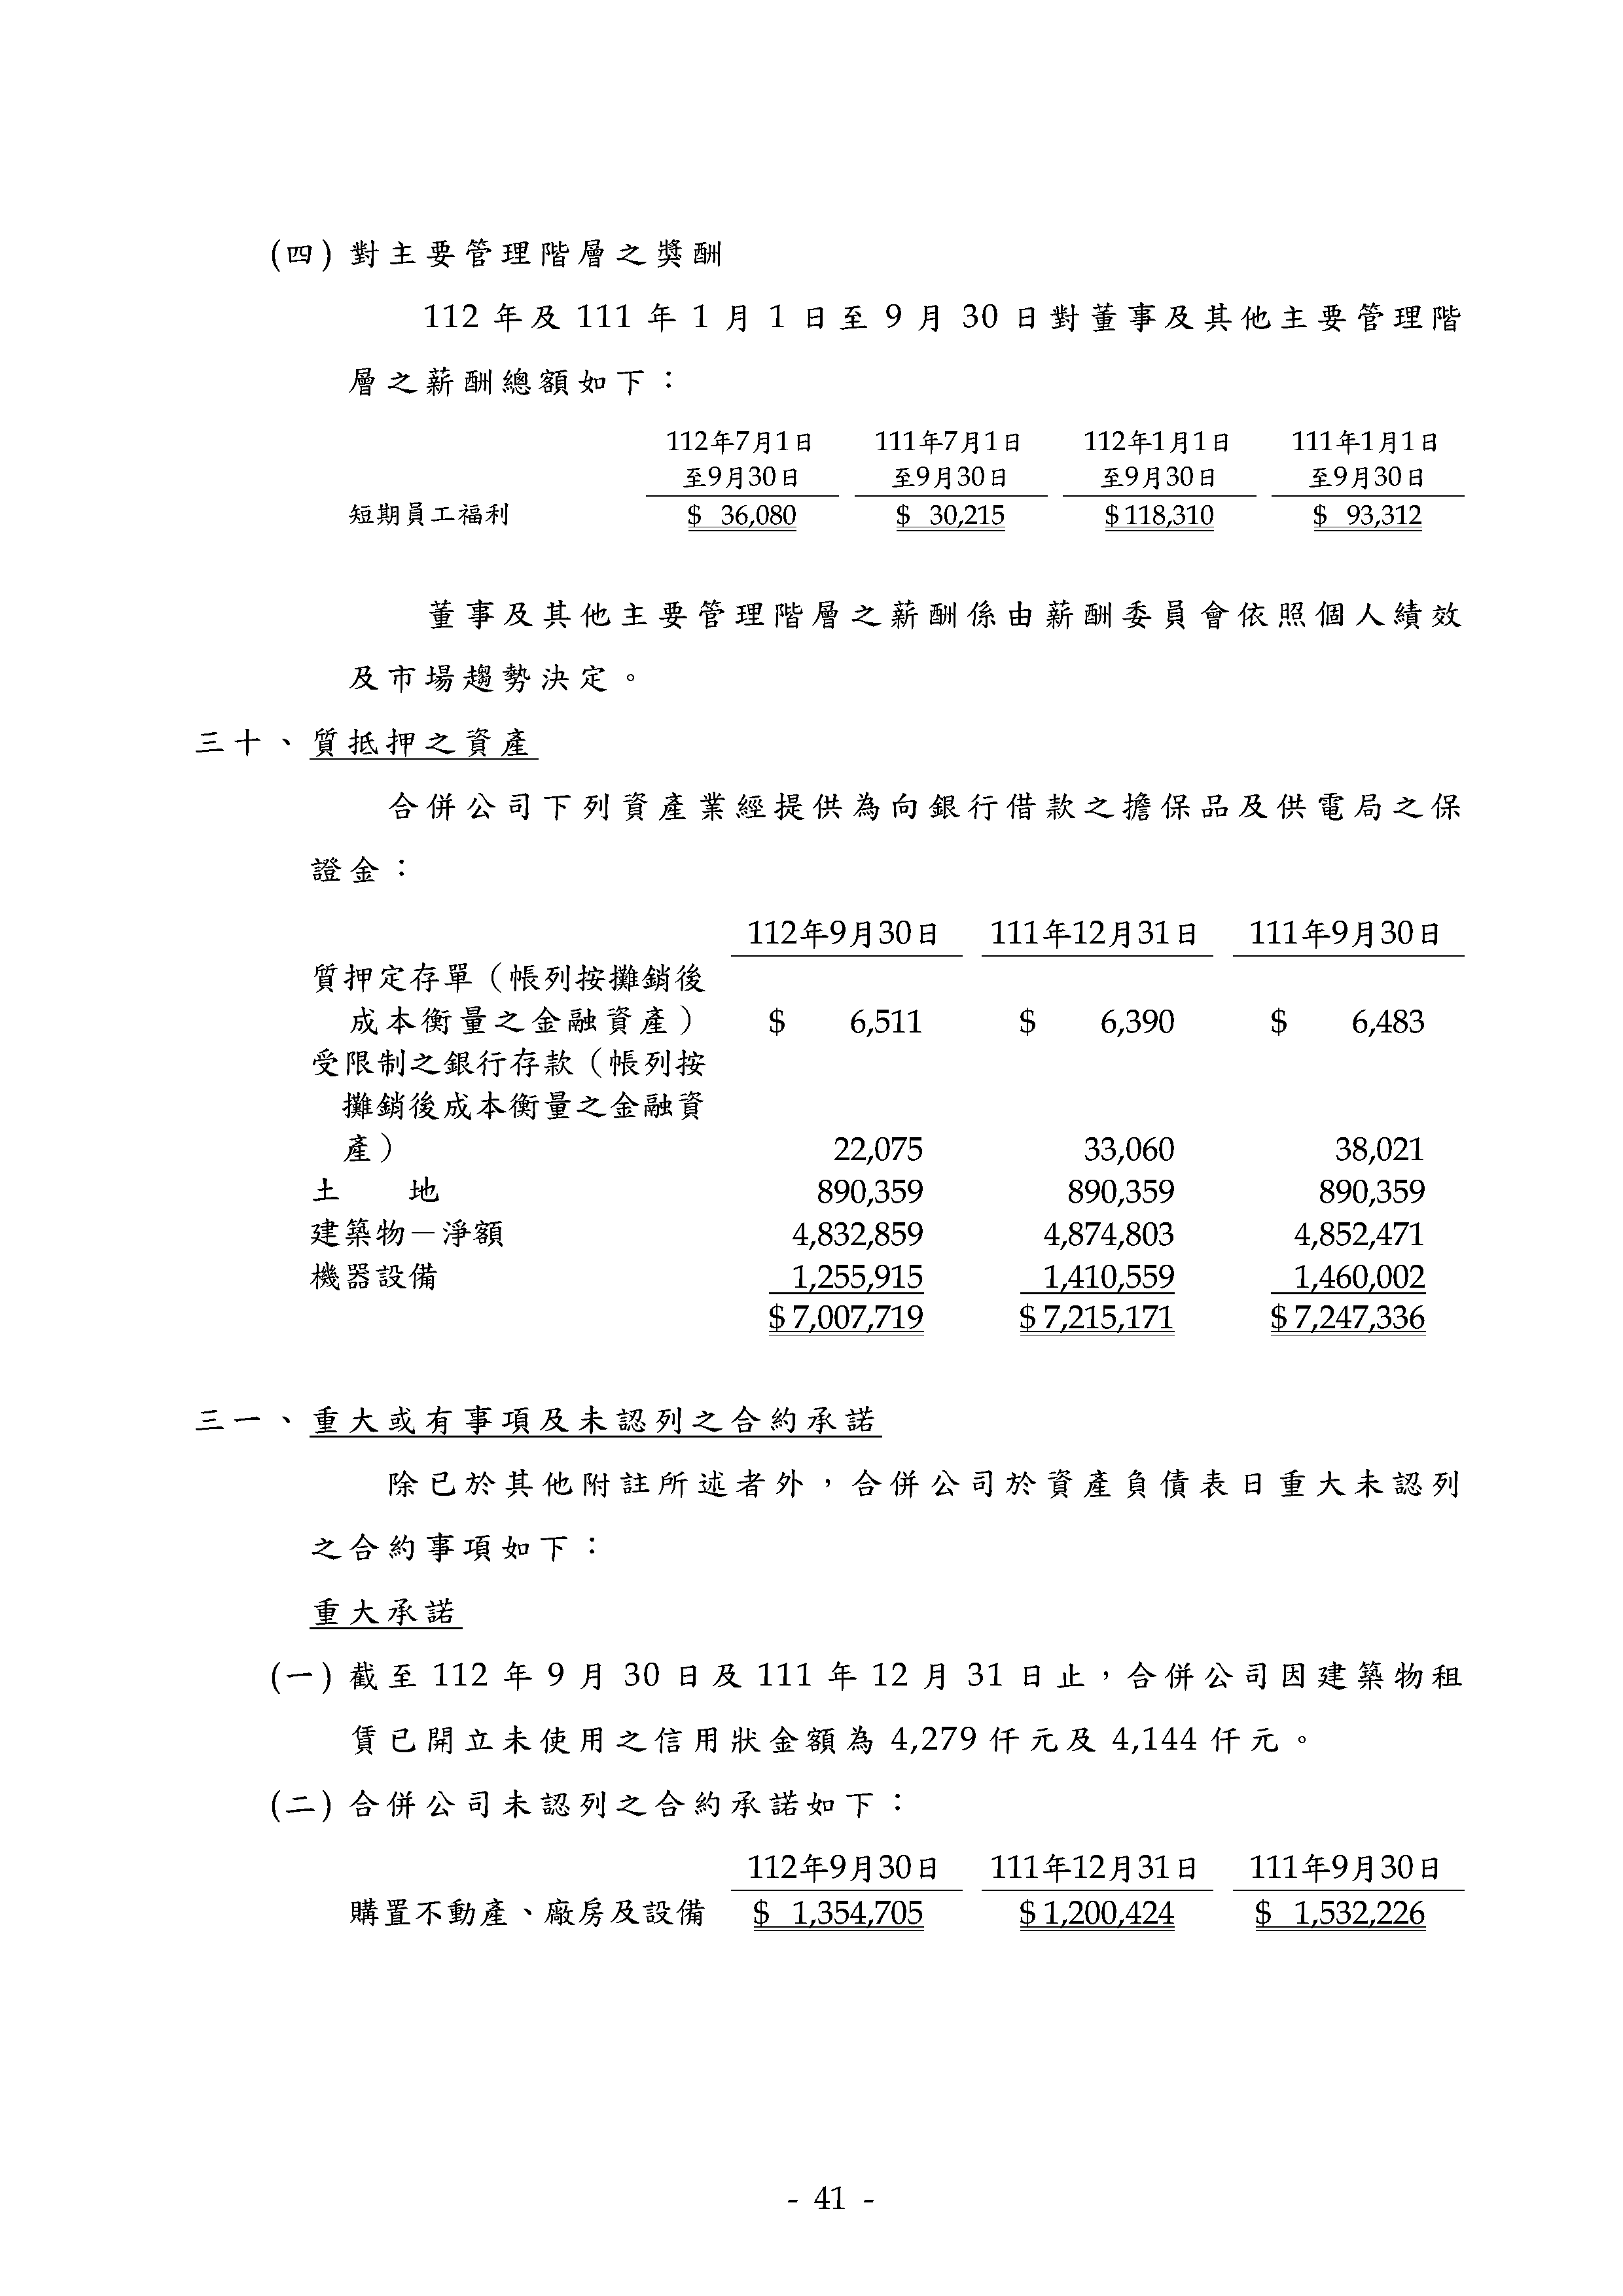 (四) 對主要管理階層之獎酬
112 年及 111 年 1 月 1 日至 9 月 30 日對董事及其他主要管理階
層之薪酬總額如下：
112年7月1日 111年7月1日 112年1月1日 111年1月1日
至9月30日 至9月30日 至9月30日 至9月30日
短期員工福利 $ 36,080 $ 30,215 $ 118,310 $ 93,312
董事及其他主要管理階層之薪酬係由薪酬委員會依照個人績效
及市場趨勢決定。
三十、質抵押之資產
合併公司下列資產業經提供為向銀行借款之擔保品及供電局之保
證金：
112年9月30日 111年12月31日 111年9月30日
質押定存單（帳列按攤銷後
成本衡量之金融資產） $ 6,511 $ 6,390 $ 6,483
受限制之銀行存款（帳列按
攤銷後成本衡量之金融資
產） 22,075 33,060 38,021
土　　地 890,359 890,359 890,359
建築物－淨額 4,832,859 4,874,803 4,852,471
機器設備 1,255,915 1,410,559 1,460,002
$ 7,007,719 $ 7,215,171 $ 7,247,336
三一、重大或有事項及未認列之合約承諾
除已於其他附註所述者外，合併公司於資產負債表日重大未認列
之合約事項如下：
重大承諾
(一) 截至 112 年 9 月 30 日及 111 年 12 月 31 日止，合併公司因建築物租
賃已開立未使用之信用狀金額為 4,279 仟元及 4,144 仟元。
(二) 合併公司未認列之合約承諾如下：
112年9月30日 111年12月31日 111年9月30日
購置不動產、廠房及設備 $ 1,354,705 $ 1,200,424 $ 1,532,226
- 41 -